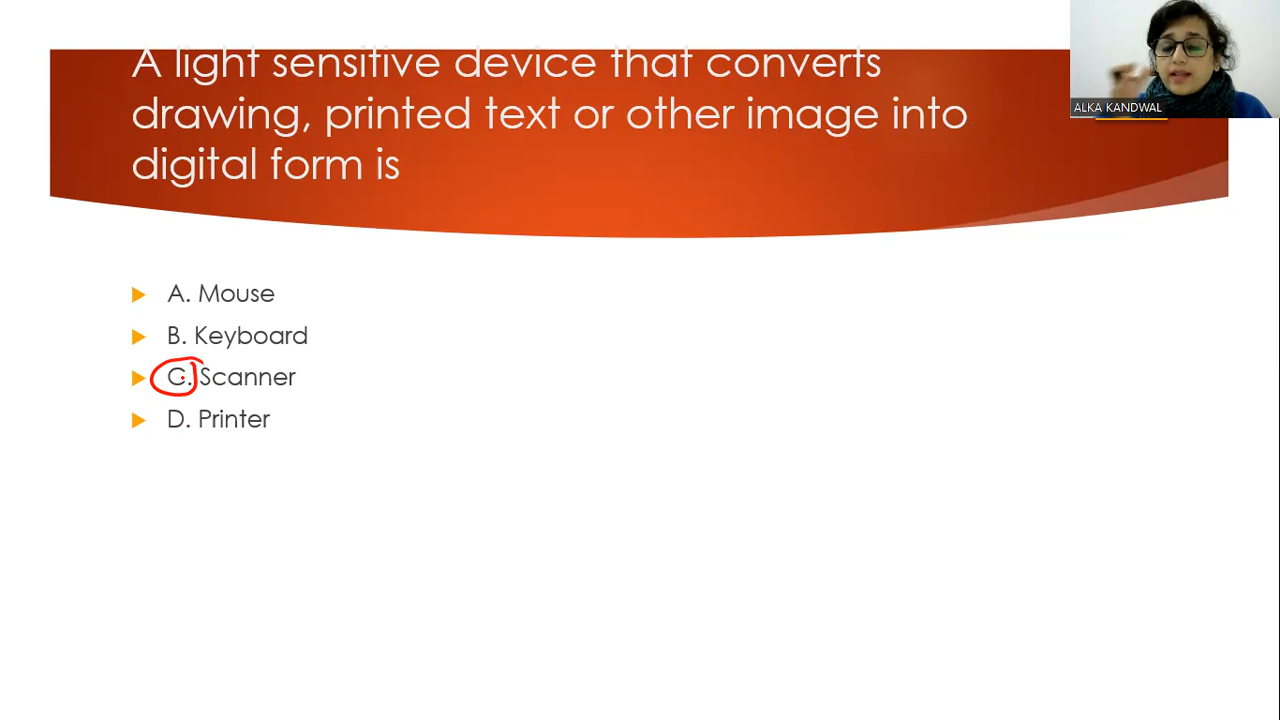 A light sensitive device that converts
drawing, printed text or other image into
digital form is
ALKA KANDWAL
A. Mouse
B. Keyboard
C. Scanner
D. Printer